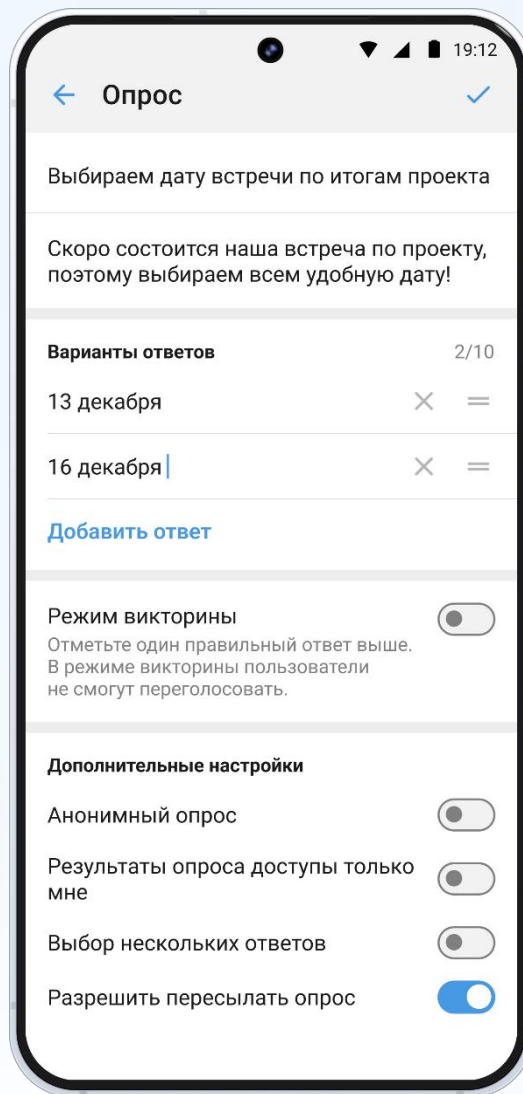 19:12
Опрос
Выбираем дату встречи по итогам проекта
Скоро состоится наша встреча по проекту,
поэтому выбираем всем удобную дату!
Варианты ответов 2/10
13 декабря
16 декабря
Добавить ответ
Режим викторины
Отметьте один правильный ответ выше.
В режиме викторины пользователи
не смогут переголосовать.
Дополнительные настройки
Анонимный опрос
Результаты опроса доступы только
мне
Выбор нескольких ответов
Разрешить пересылать опрос